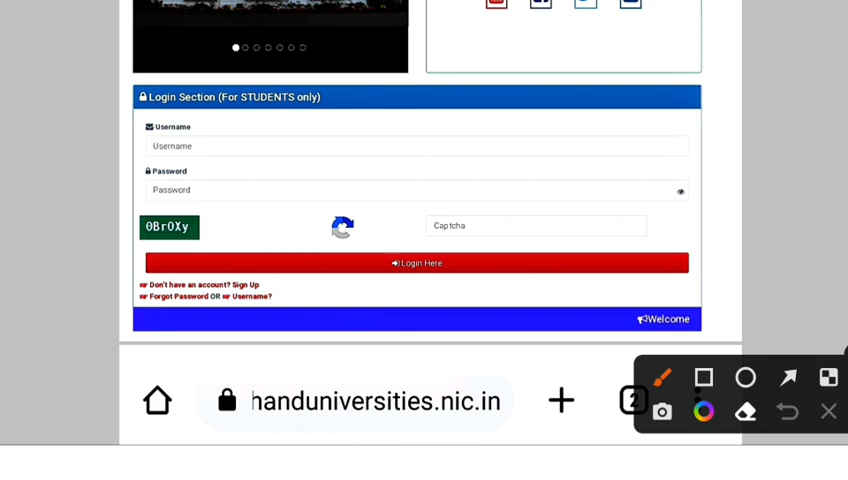 Login Section (For STUDENTS only)
Username
Username
Password
Password
0BrOXy
Captcha
Login Here
Don't have an account? Sign Up
Forgot Password OR Username?
Welcome
handuniversities.nic.in
2